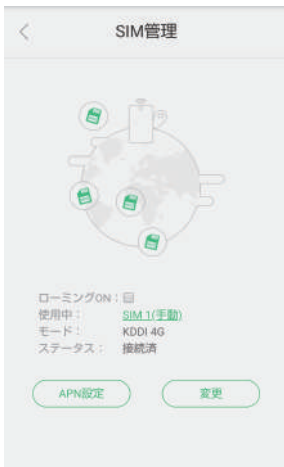 SIM管理
ローミングON：
使用中： SIM 1(手動)
モード： KDDI 4G
ステータス： 接続済
APN設定 変更